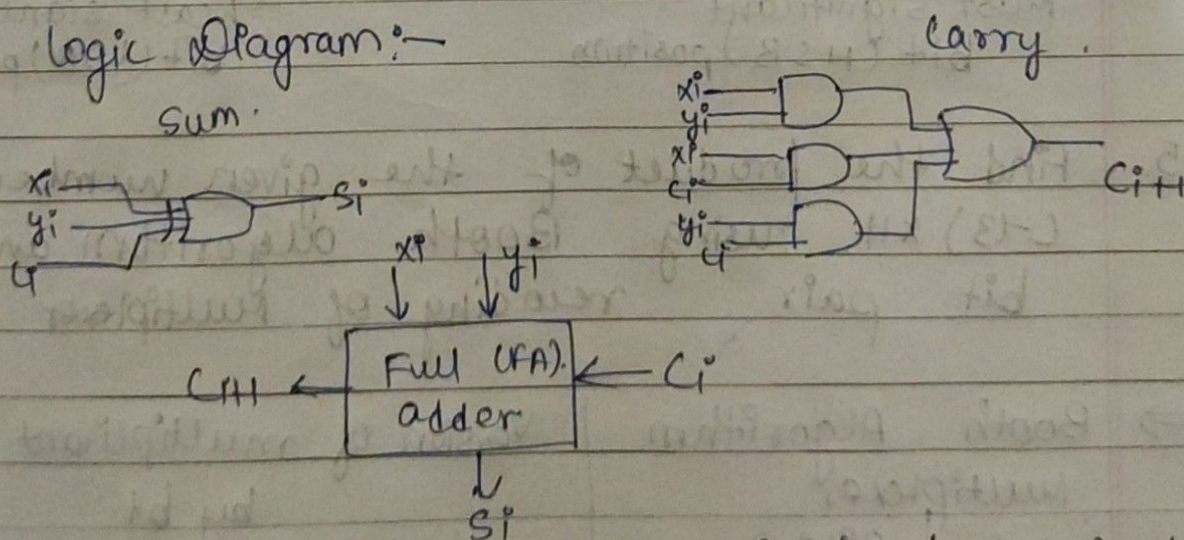 Logic Diagram:-
Carry.
Sum.
xi
yi
Ci
Si
xi
yi
xi
Ci
yi
Ci
Ci+1
xi yi
Ci+1 Full (FA). Ci
adder
Si